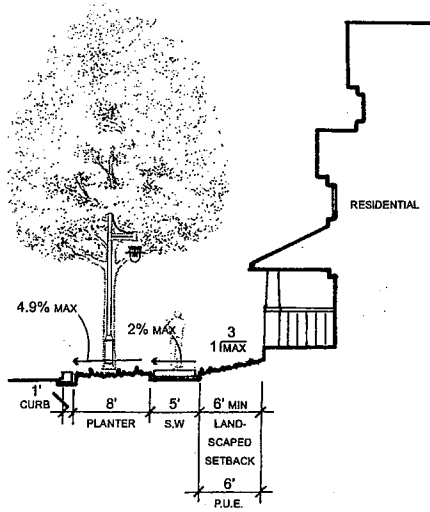 RESIDENTIAL
4.9% MAX
2% MAX
3
1 MAX
1'
CURB
8'
PLANTER
5'
S.W
6' MIN
LAND-
SCAPED
SETBACK
6'
P.U.E.